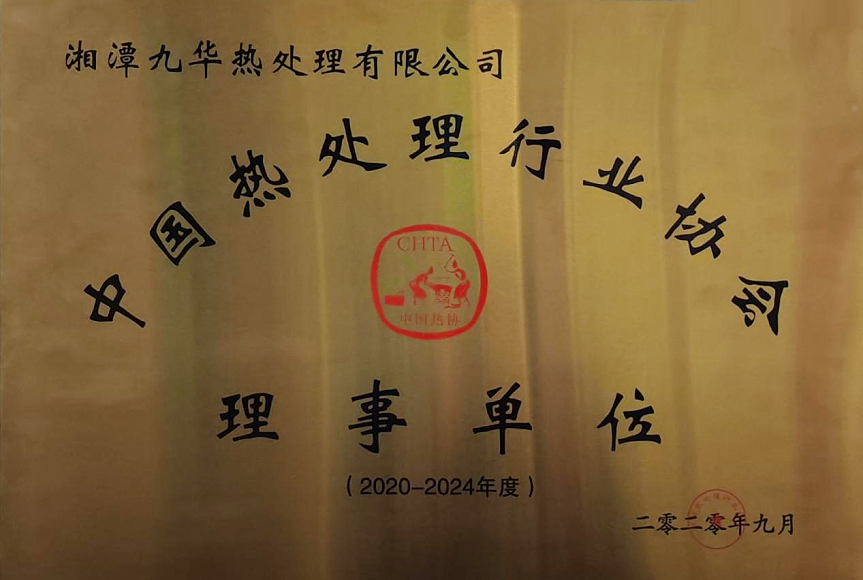 湘潭九华热处理有限公司
中国热处理行业协会
CHTA
中国热协
理事单位
（2020-2024年度）
二零二零年九月